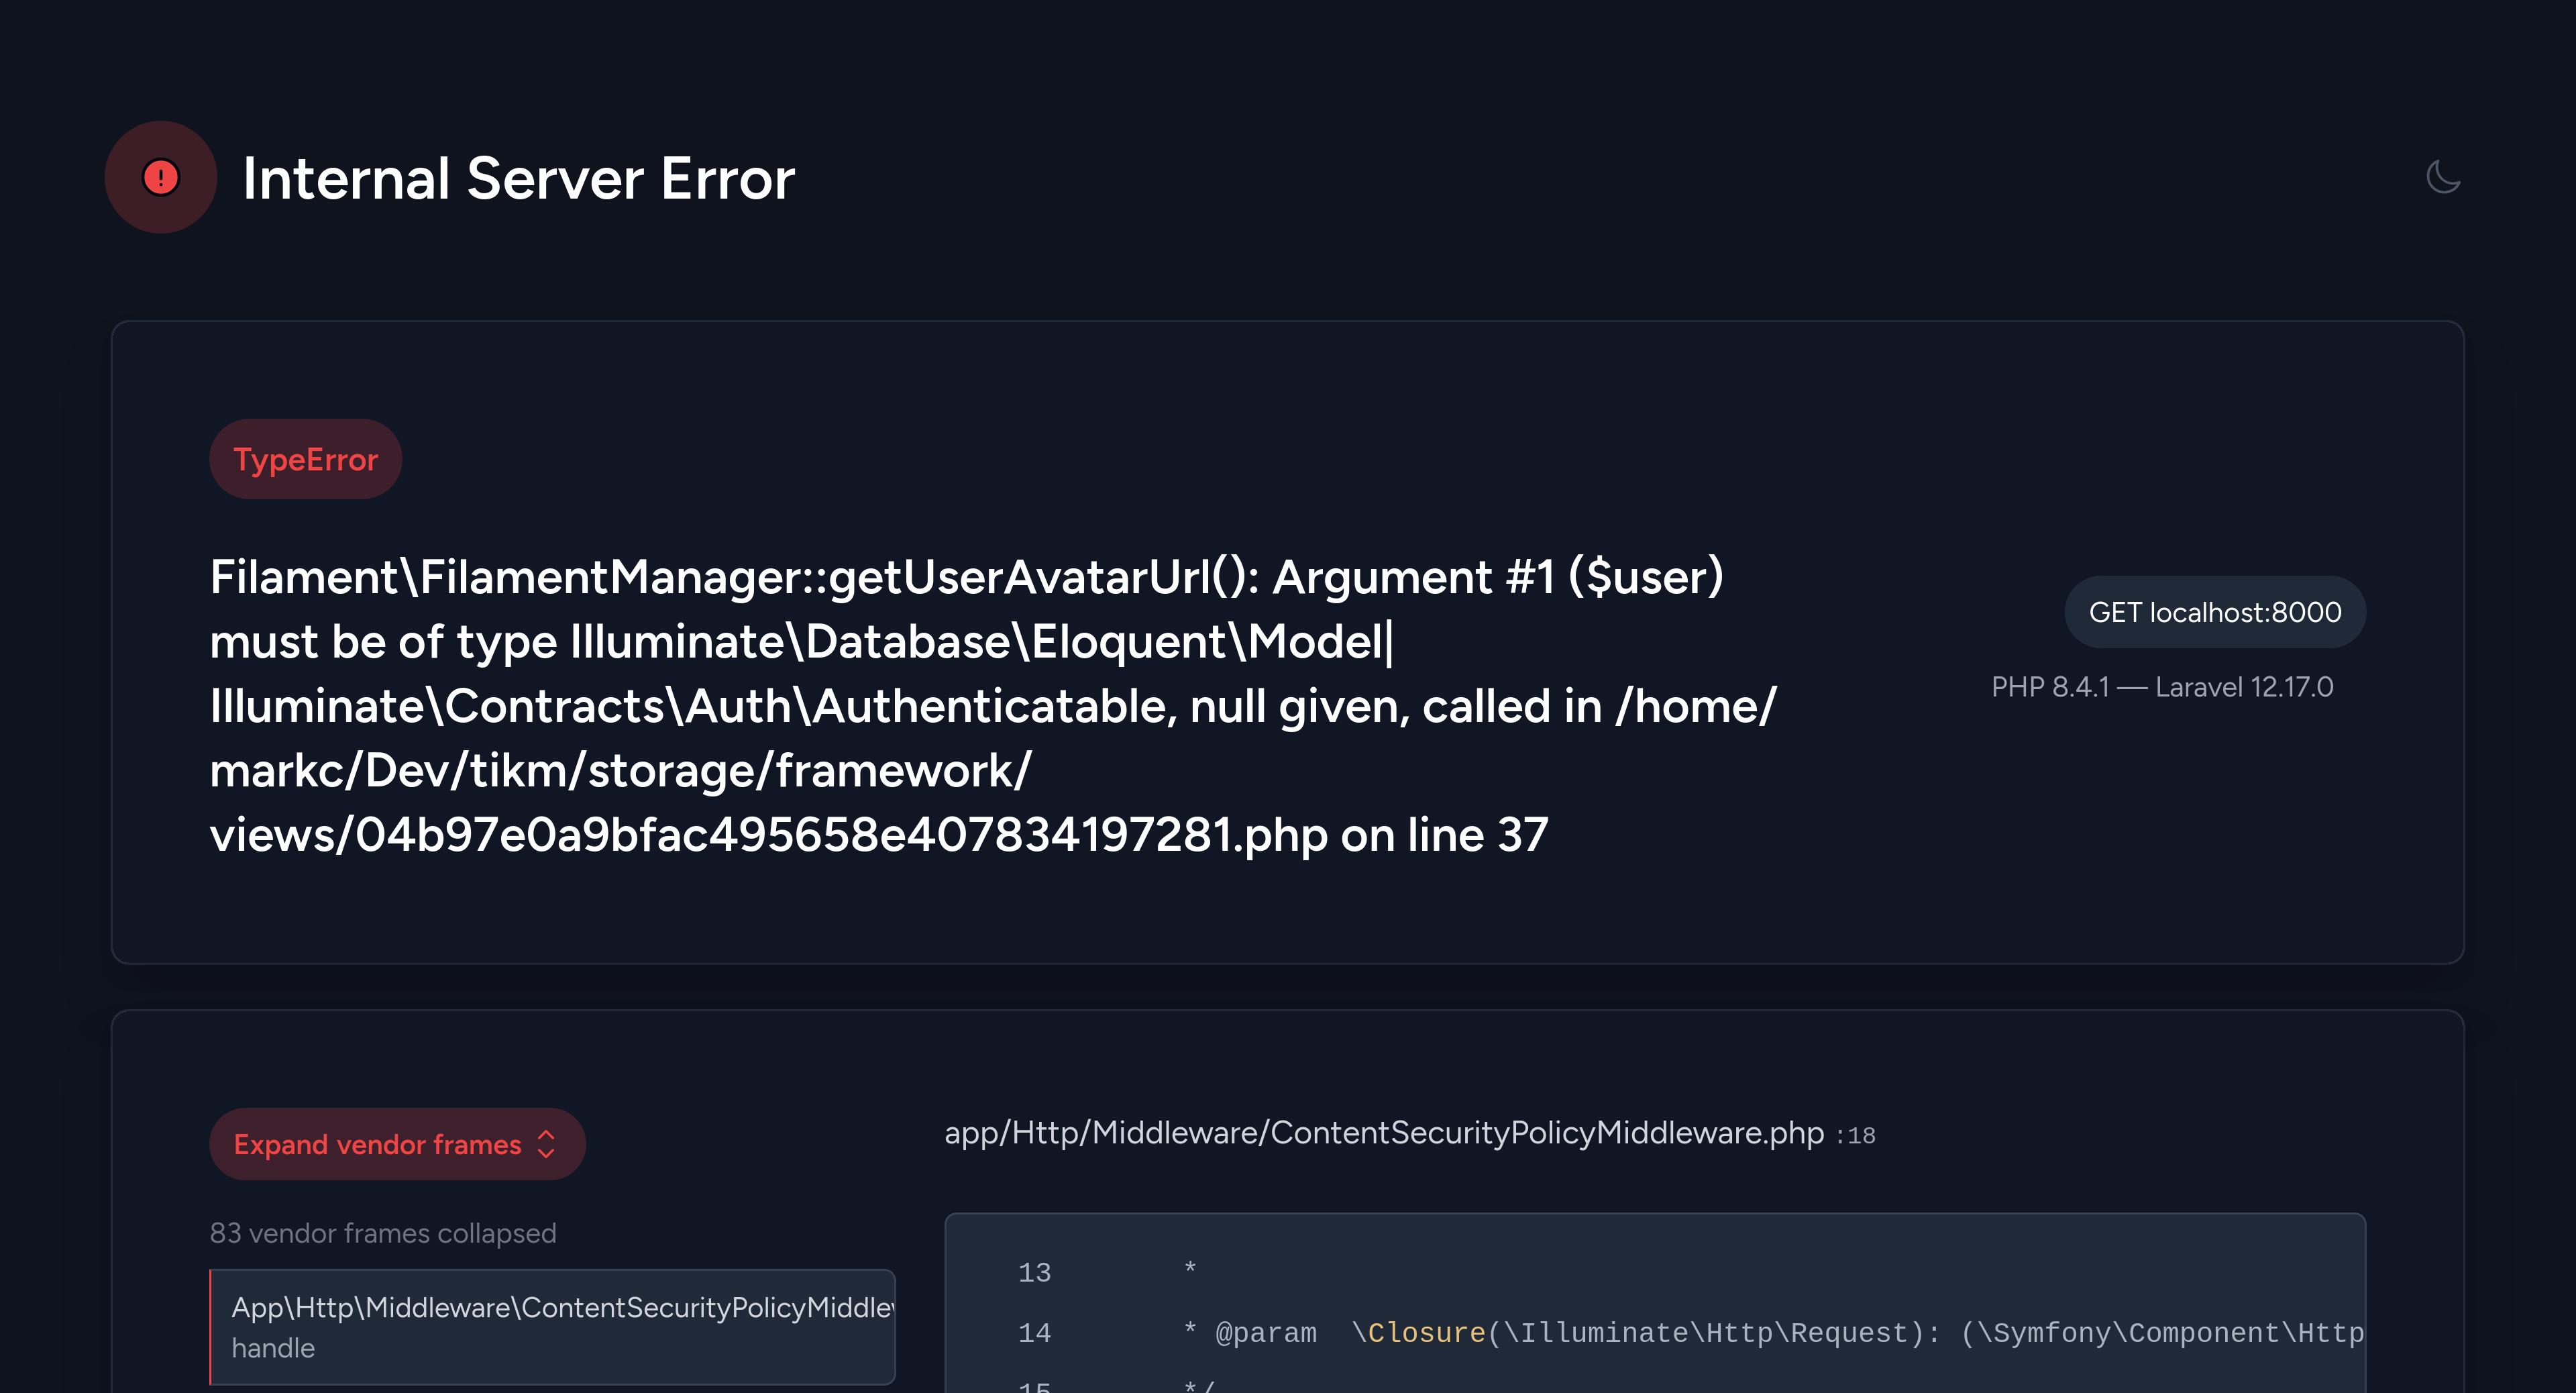 Internal Server Error
TypeError
Filament\FilamentManager::getUserAvatarUrl(): Argument #1 ($user)
must be of type Illuminate\Database\Eloquent\Model|
Illuminate\Contracts\Auth\Authenticatable, null given, called in /home/
markc/Dev/tikm/storage/framework/
views/04b97e0a9bfac495658e407834197281.php on line 37
GET localhost:8000
PHP 8.4.1 — Laravel 12.17.0
Expand vendor frames
83 vendor frames collapsed
App\Http\Middleware\ContentSecurityPolicyMiddlew
handle
app/Http/Middleware/ContentSecurityPolicyMiddleware.php :18
13 *
14 * @param  \Closure(\Illuminate\Http\Request): (\Symfony\Component\Http
15 */